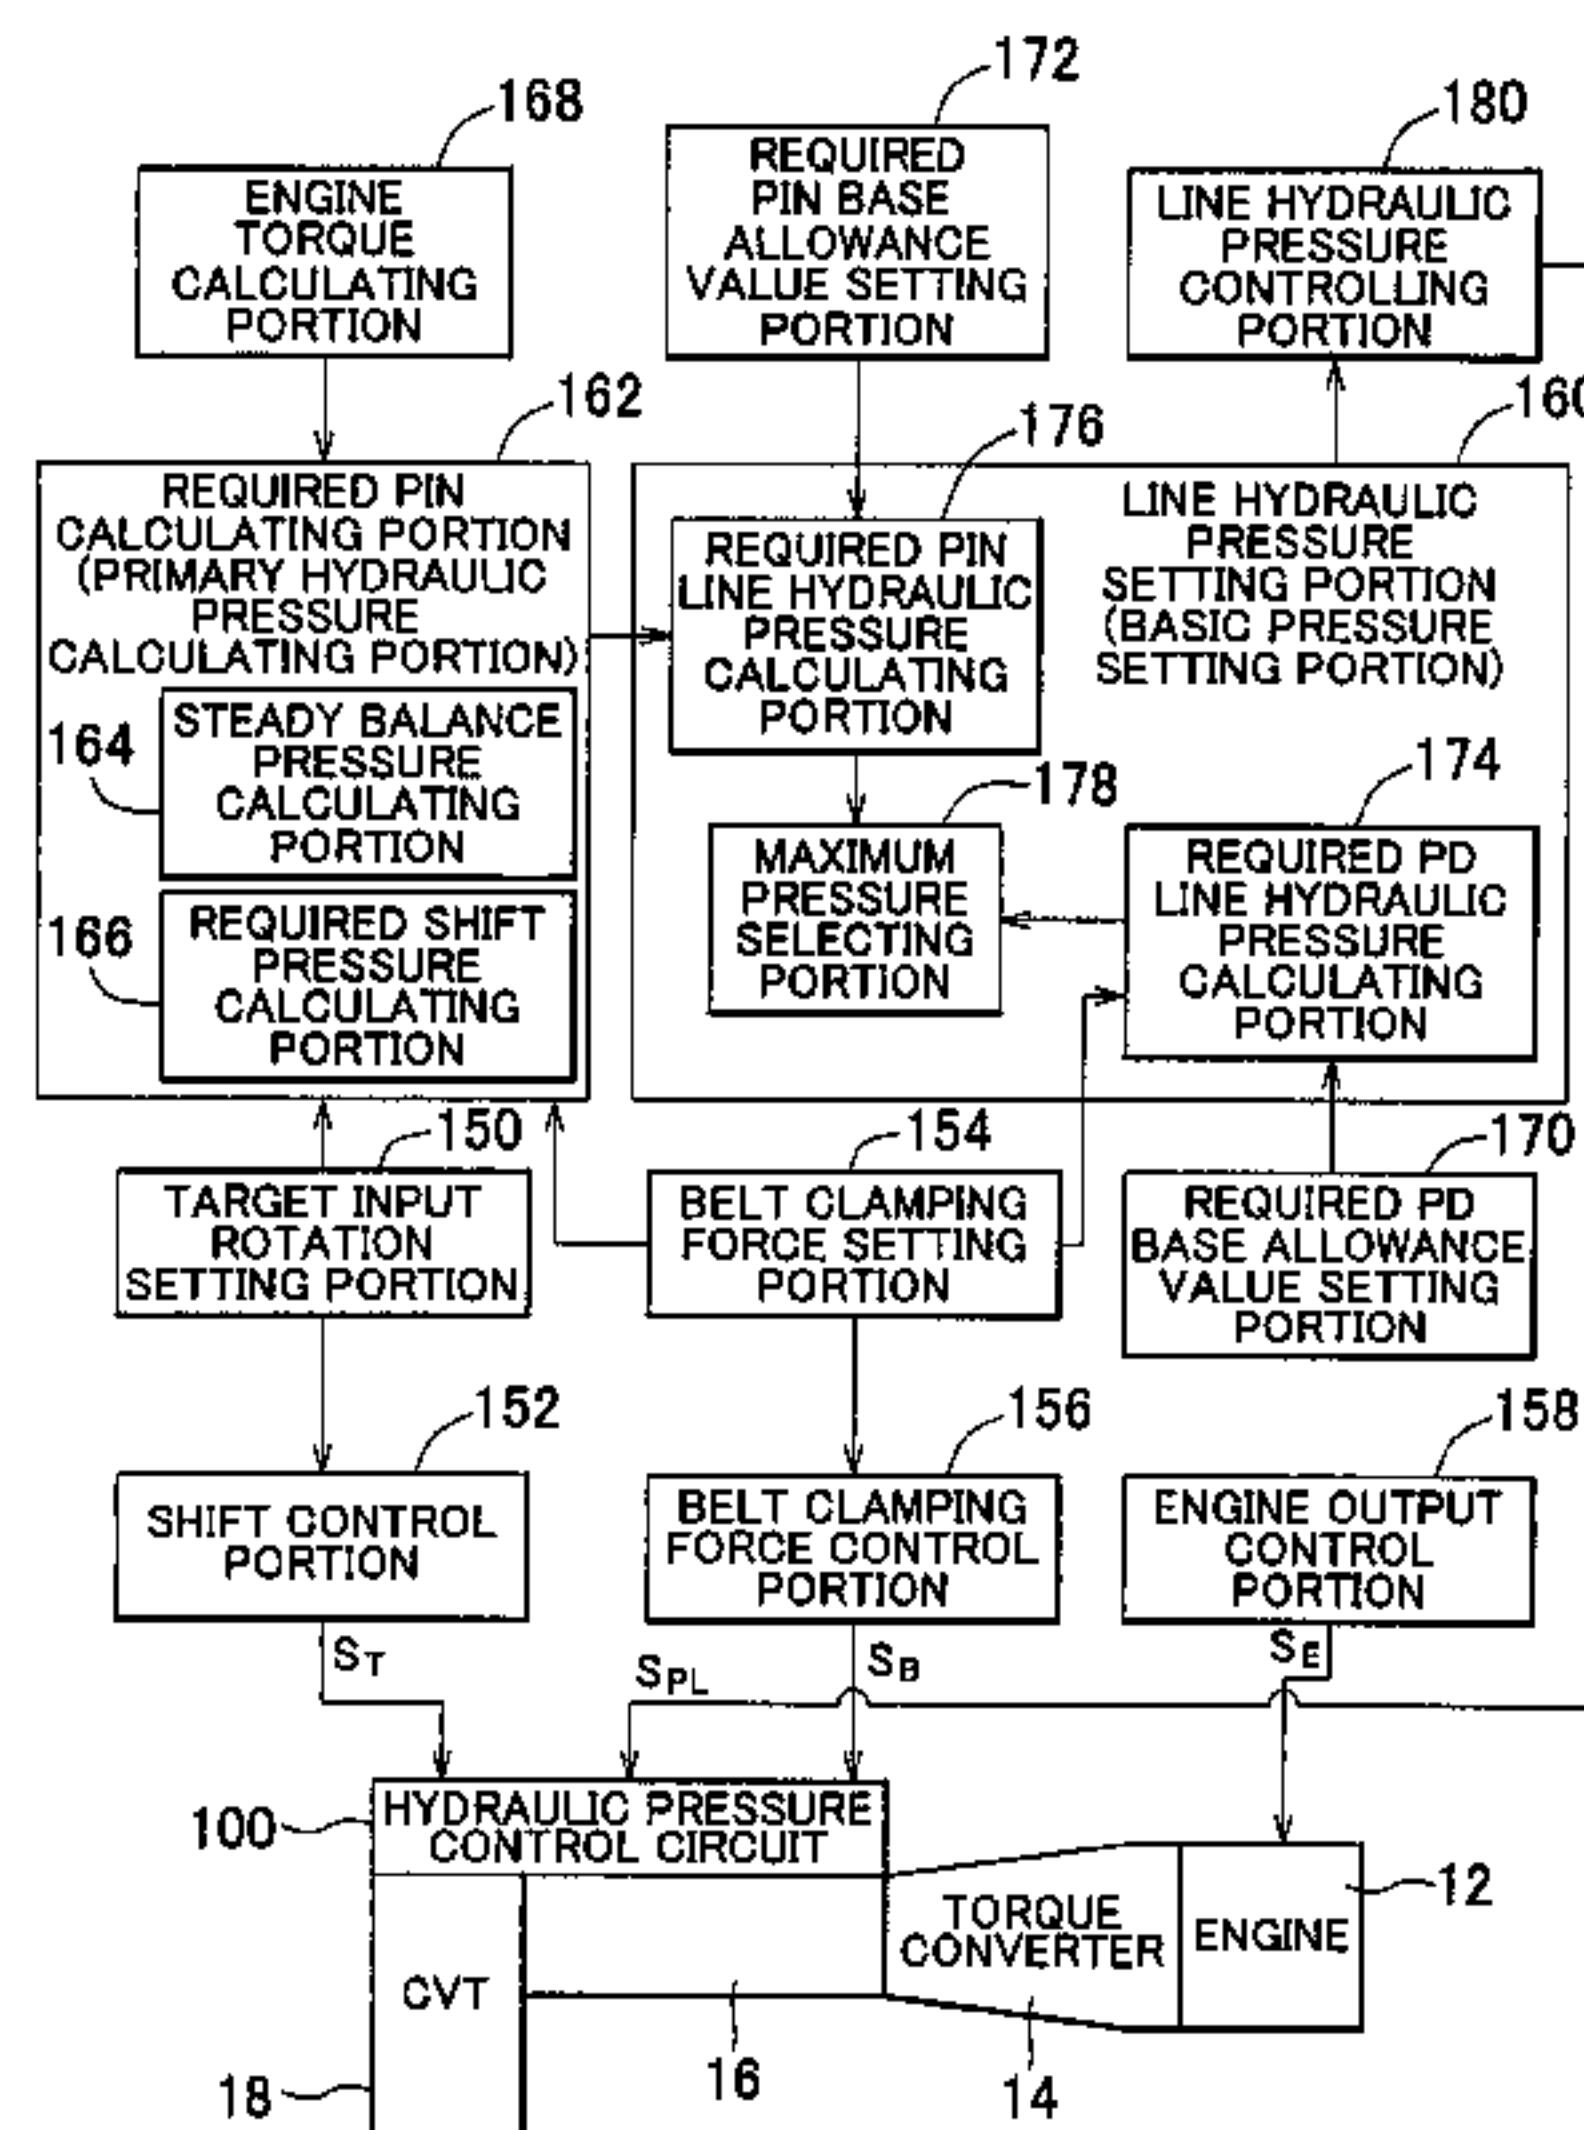 172
168
180
ENGINE
TORQUE
CALCULATING
PORTION
REQUIRED
PIN BASE
ALLOWANCE
VALUE SETTING
PORTION
LINE HYDRAULIC
PRESSURE
CONTROLLING
PORTION
162
176
160
REQUIRED PIN
CALCULATING PORTION
(PRIMARY HYDRAULIC
PRESSURE
CALCULATING PORTION)
REQUIRED PIN
LINE HYDRAULIC
PRESSURE
CALCULATING
PORTION
LINE HYDRAULIC
PRESSURE
SETTING PORTION
(BASIC PRESSURE
SETTING PORTION)
164
STEADY BALANCE
PRESSURE
CALCULATING
PORTION
178
174
166
REQUIRED SHIFT
PRESSURE
CALCULATING
PORTION
MAXIMUM
PRESSURE
SELECTING
PORTION
REQUIRED PD
LINE HYDRAULIC
PRESSURE
CALCULATING
PORTION
150
154
170
TARGET INPUT
ROTATION
SETTING PORTION
BELT CLAMPING
FORCE SETTING
PORTION
REQUIRED PD
BASE ALLOWANCE
VALUE SETTING
PORTION
152
156
158
SHIFT CONTROL
PORTION
BELT CLAMPING
FORCE CONTROL
PORTION
ENGINE OUTPUT
CONTROL
PORTION
ST
SPL
SB
SE
100
HYDRAULIC PRESSURE
CONTROL CIRCUIT
12
TORQUE
CONVERTER
ENGINE
CVT
16
14
18